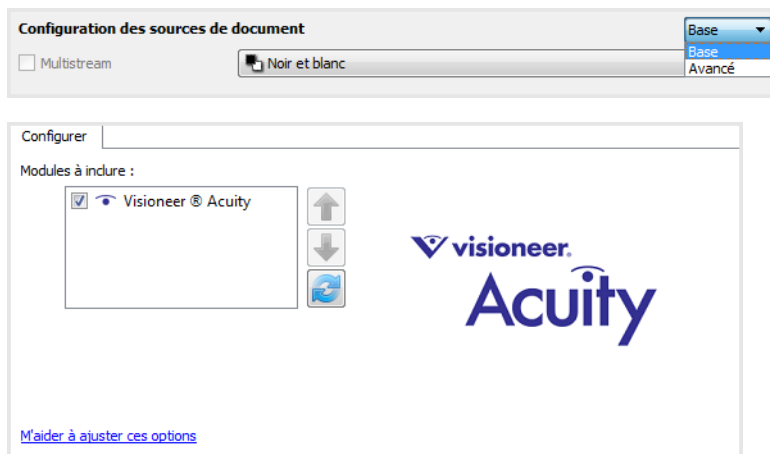 Configuration des sources de document
Base
Multistream
Noir et blanc
Base
Avancé
Configurer
Modules à inclure :
Visioneer ® Acuity
visioneer.
Acuity
M'aider à ajuster ces options